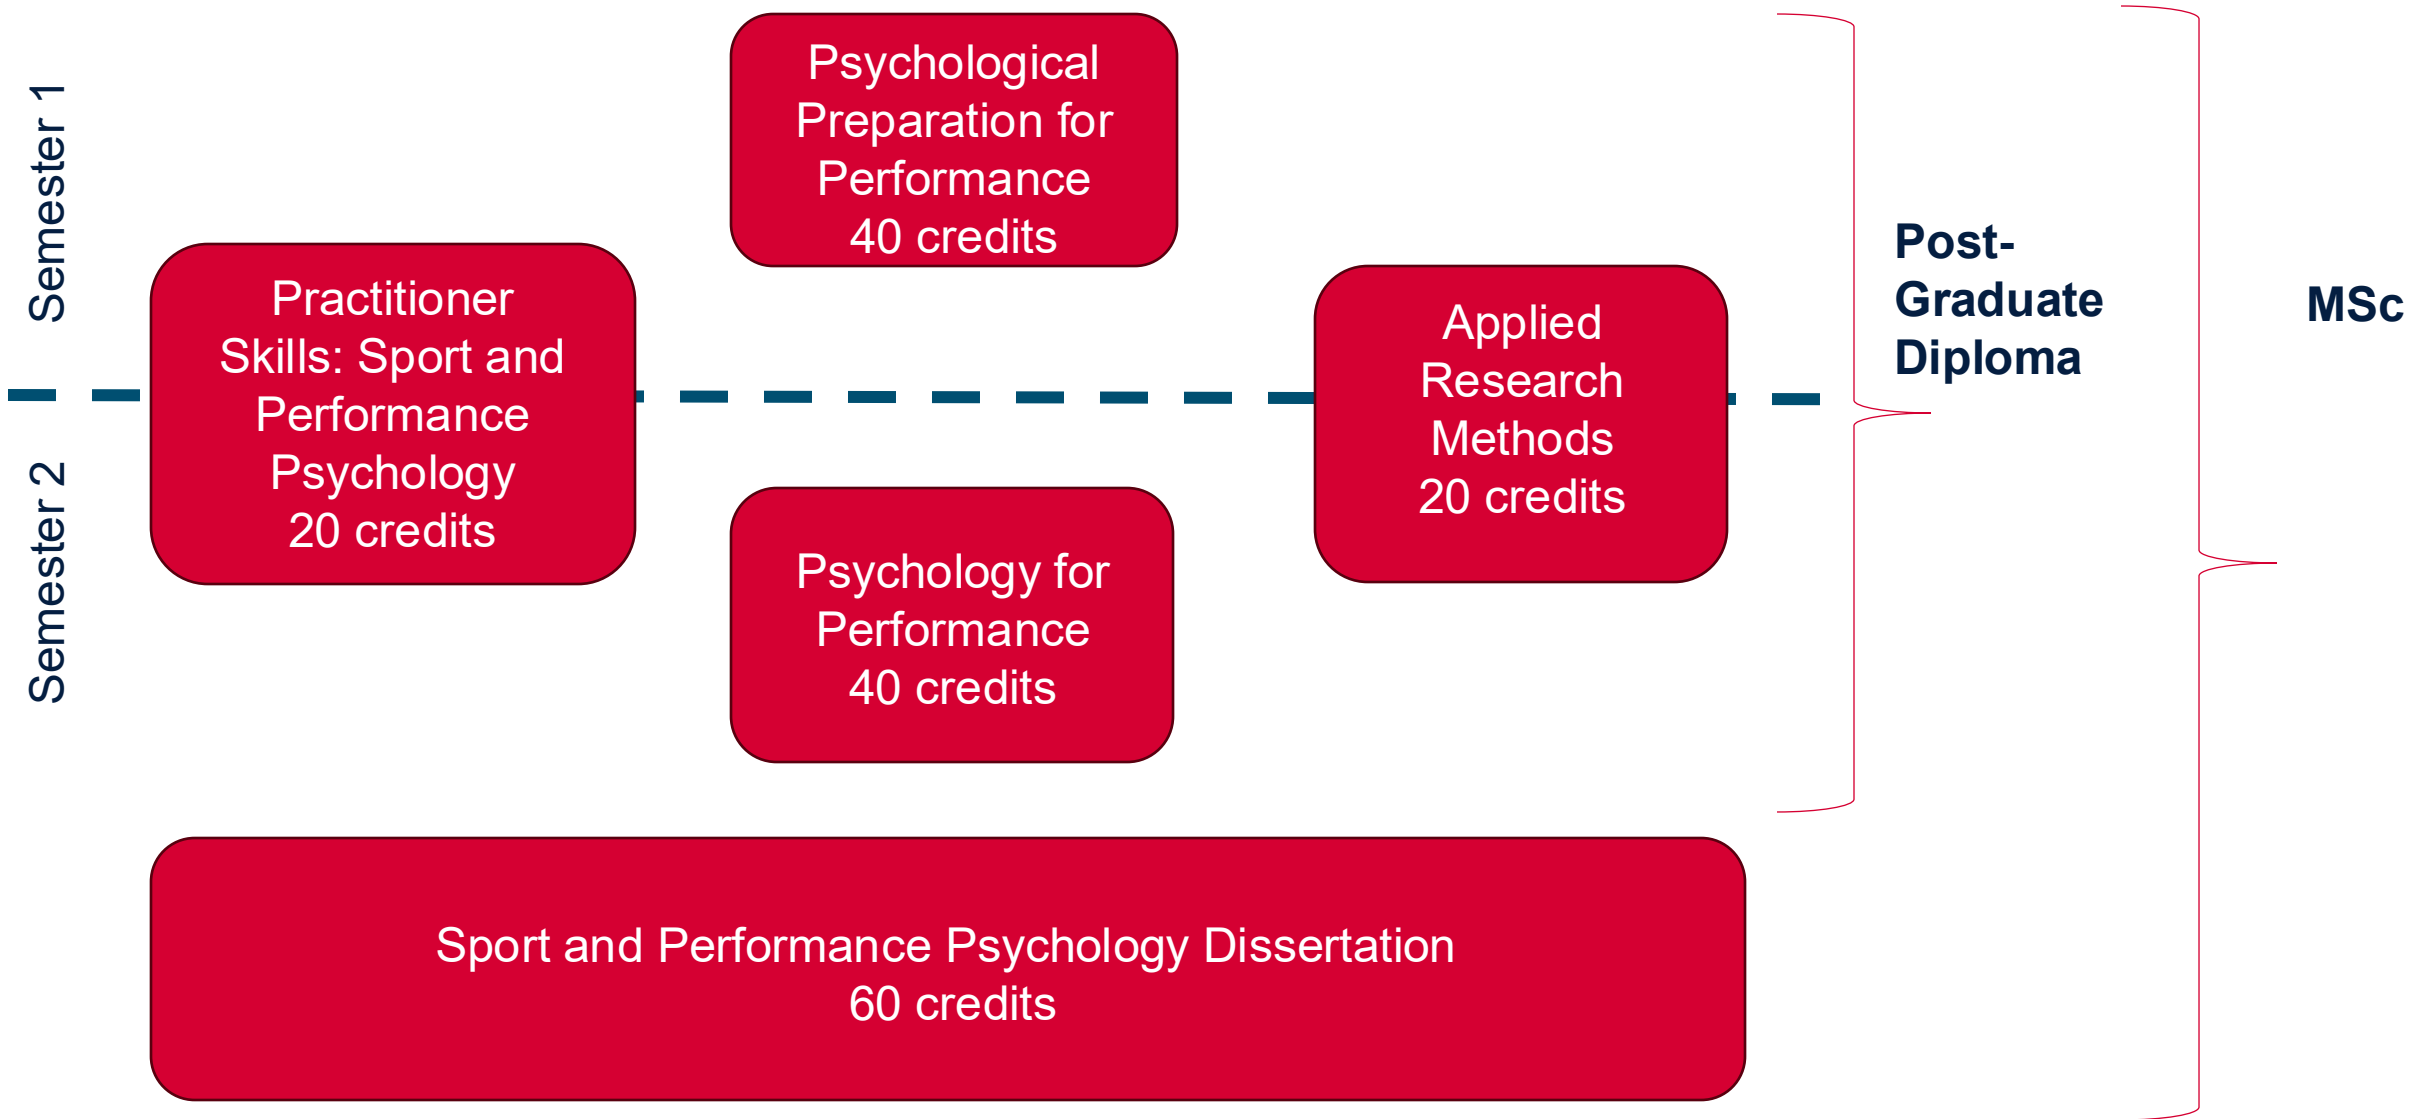 Semester 1
Psychological
Preparation for
Performance
40 credits
Practitioner
Skills: Sport and
Performance
Psychology
20 credits
Applied
Research
Methods
20 credits
Post-
Graduate
Diploma
MSc
Semester 2
Psychology for
Performance
40 credits
Sport and Performance Psychology Dissertation
60 credits